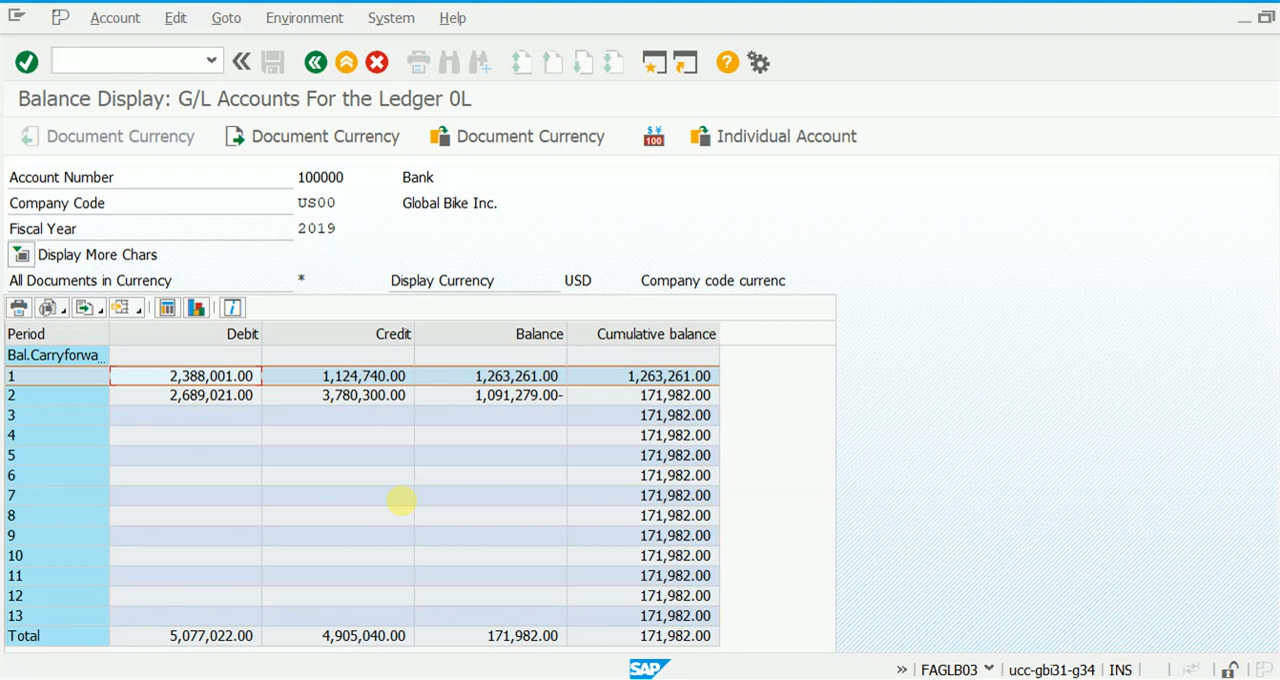 Account Edit Goto Environment System Help
Balance Display: G/L Accounts For the Ledger 0L
Document Currency Document Currency Document Currency $ ¥ 100 Individual Account
Account Number 100000 Bank
Company Code US00 Global Bike Inc.
Fiscal Year 2019
Display More Chars
All Documents in Currency * Display Currency USD Company code currenc
Period Debit Credit Balance Cumulative balance
Bal.Carryforwa...
1 2,388,001.00 1,124,740.00 1,263,261.00 1,263,261.00
2 2,689,021.00 3,780,300.00 1,091,279.00- 171,982.00
3 171,982.00
4 171,982.00
5 171,982.00
6 171,982.00
7 171,982.00
8 171,982.00
9 171,982.00
10 171,982.00
11 171,982.00
12 171,982.00
13 171,982.00
Total 5,077,022.00 4,905,040.00 171,982.00 171,982.00
SAP » FAGLB03 ucc-gbi31-g34 INS